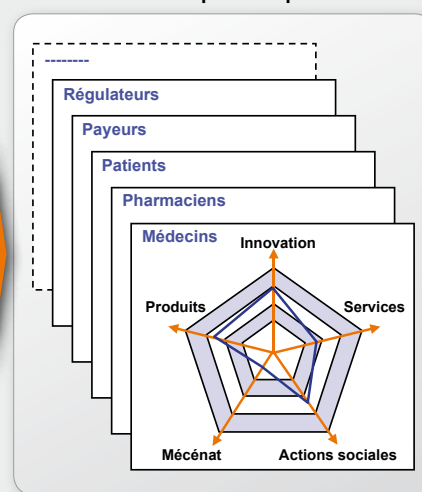 --------
Régulateurs
Payeurs
Patients
Pharmaciens
Médecins
Innovation
Produits
Services
Mécénat
Actions sociales